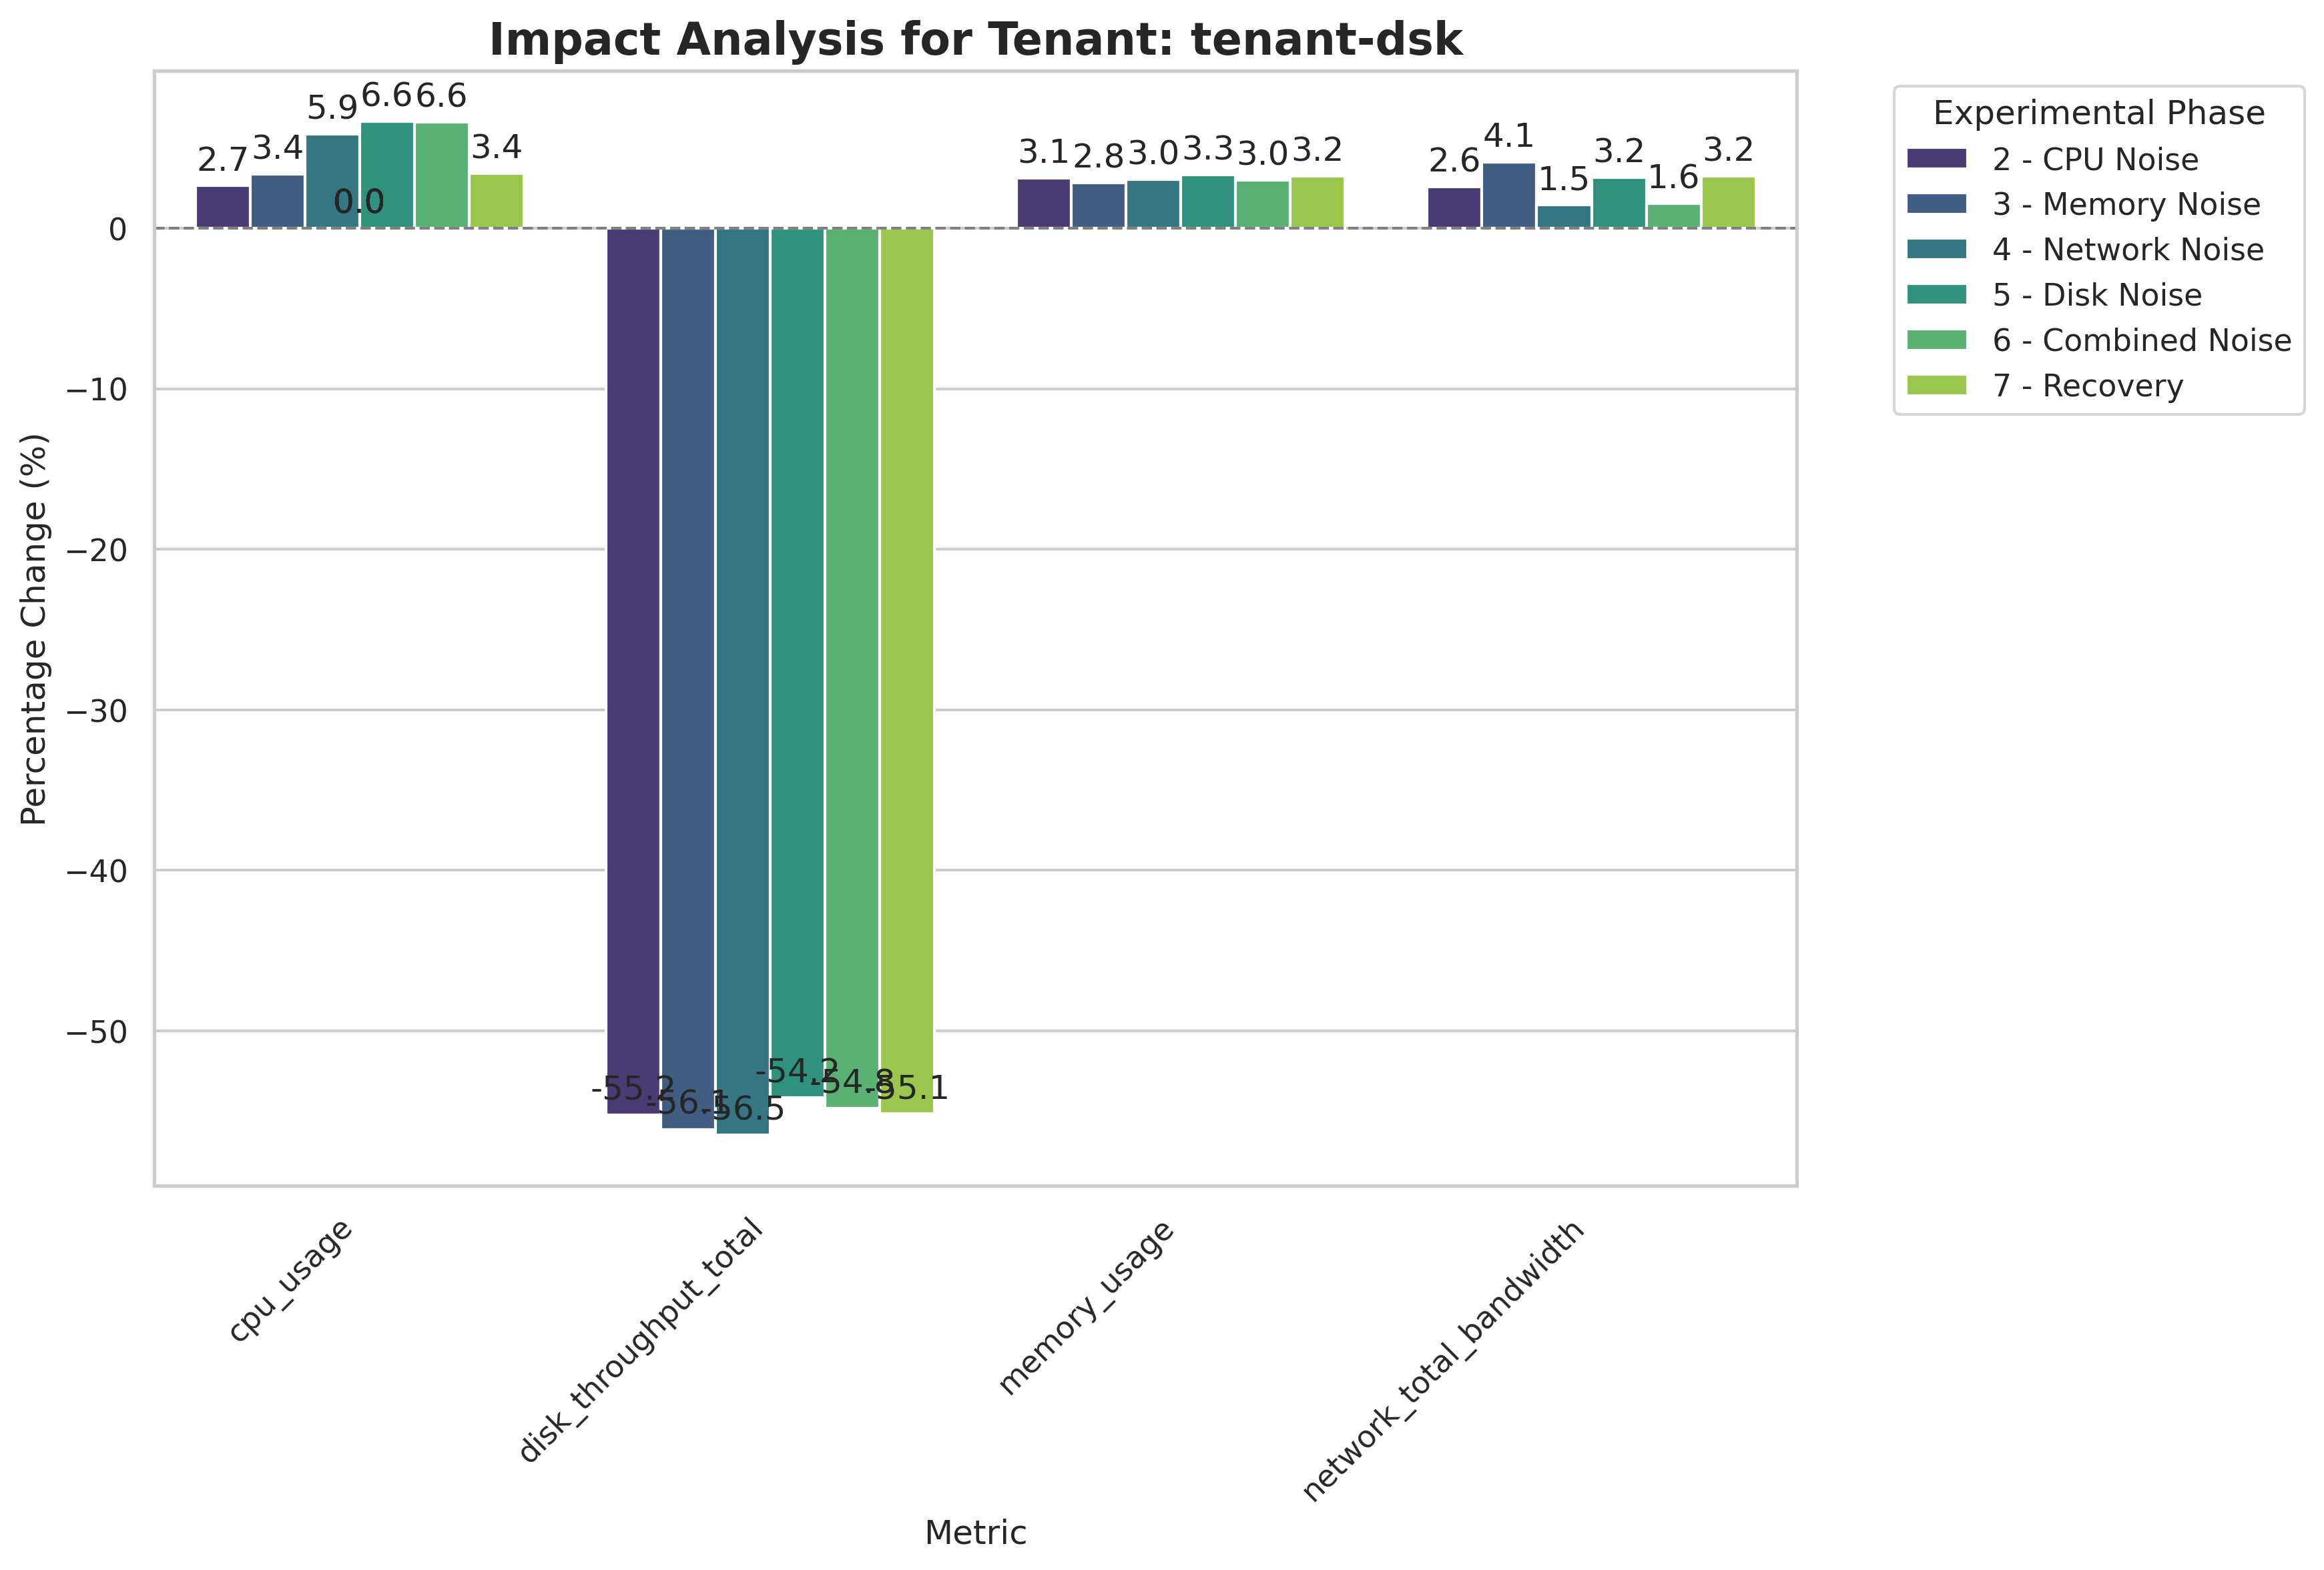 Impact Analysis for Tenant: tenant-dsk
Percentage Change (%)
0
−10
−20
−30
−40
−50
2.7
3.4
5.9
6.6
6.6
3.4
0.0
-55.2
-56.1
-56.5
-54.2
-54.8
-55.1
3.1
2.8
3.0
3.3
3.0
3.2
2.6
4.1
1.5
3.2
1.6
3.2
cpu_usage
disk_throughput_total
memory_usage
network_total_bandwidth
Metric
Experimental Phase
2 - CPU Noise
3 - Memory Noise
4 - Network Noise
5 - Disk Noise
6 - Combined Noise
7 - Recovery